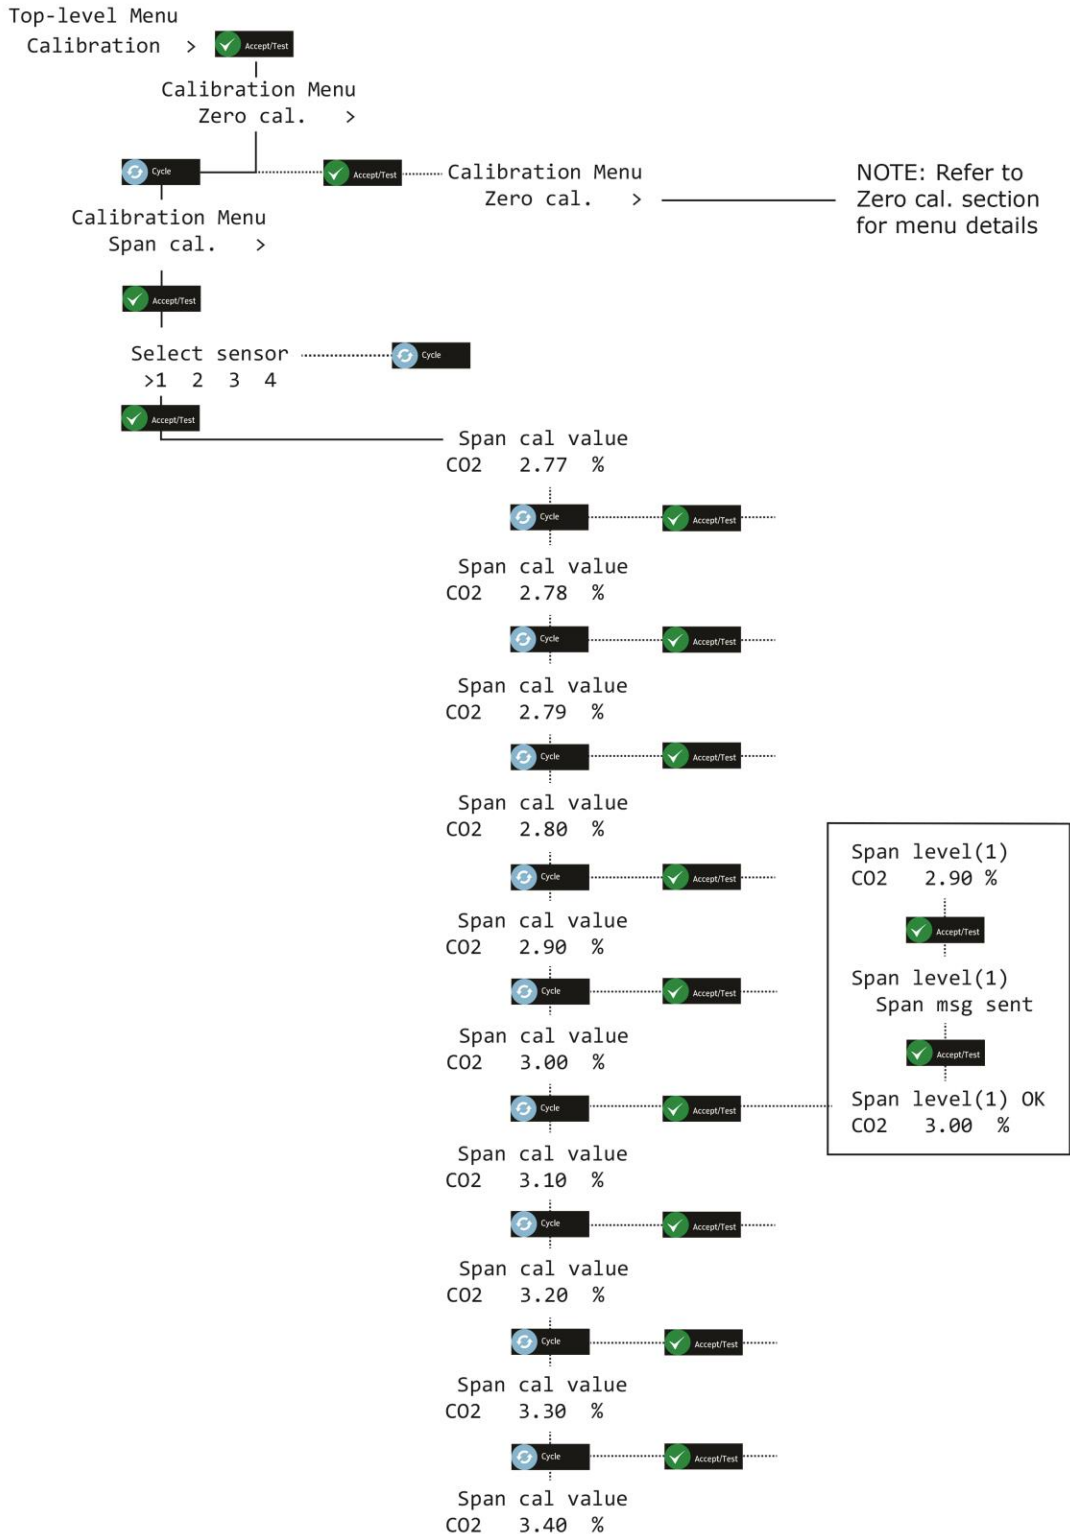 Top-level Menu
Calibration > Accept/Test
Calibration Menu
Zero cal. >
Cycle
Accept/Test
Calibration Menu
Zero cal. >
NOTE: Refer to
Zero cal. section
for menu details
Calibration Menu
Span cal. >
Accept/Test
Select sensor
>1 2 3 4
Cycle
Accept/Test
Span cal value
CO2 2.77 %
Cycle Accept/Test
Span cal value
CO2 2.78 %
Cycle Accept/Test
Span cal value
CO2 2.79 %
Cycle Accept/Test
Span cal value
CO2 2.80 %
Cycle Accept/Test
Span cal value
CO2 2.90 %
Cycle Accept/Test
Span cal value
CO2 3.00 %
Cycle Accept/Test
Span level(1)
CO2 2.90 %
Accept/Test
Span level(1)
Span msg sent
Accept/Test
Span level(1) OK
CO2 3.00 %
Span cal value
CO2 3.10 %
Cycle Accept/Test
Span cal value
CO2 3.20 %
Cycle Accept/Test
Span cal value
CO2 3.30 %
Cycle Accept/Test
Span cal value
CO2 3.40 %